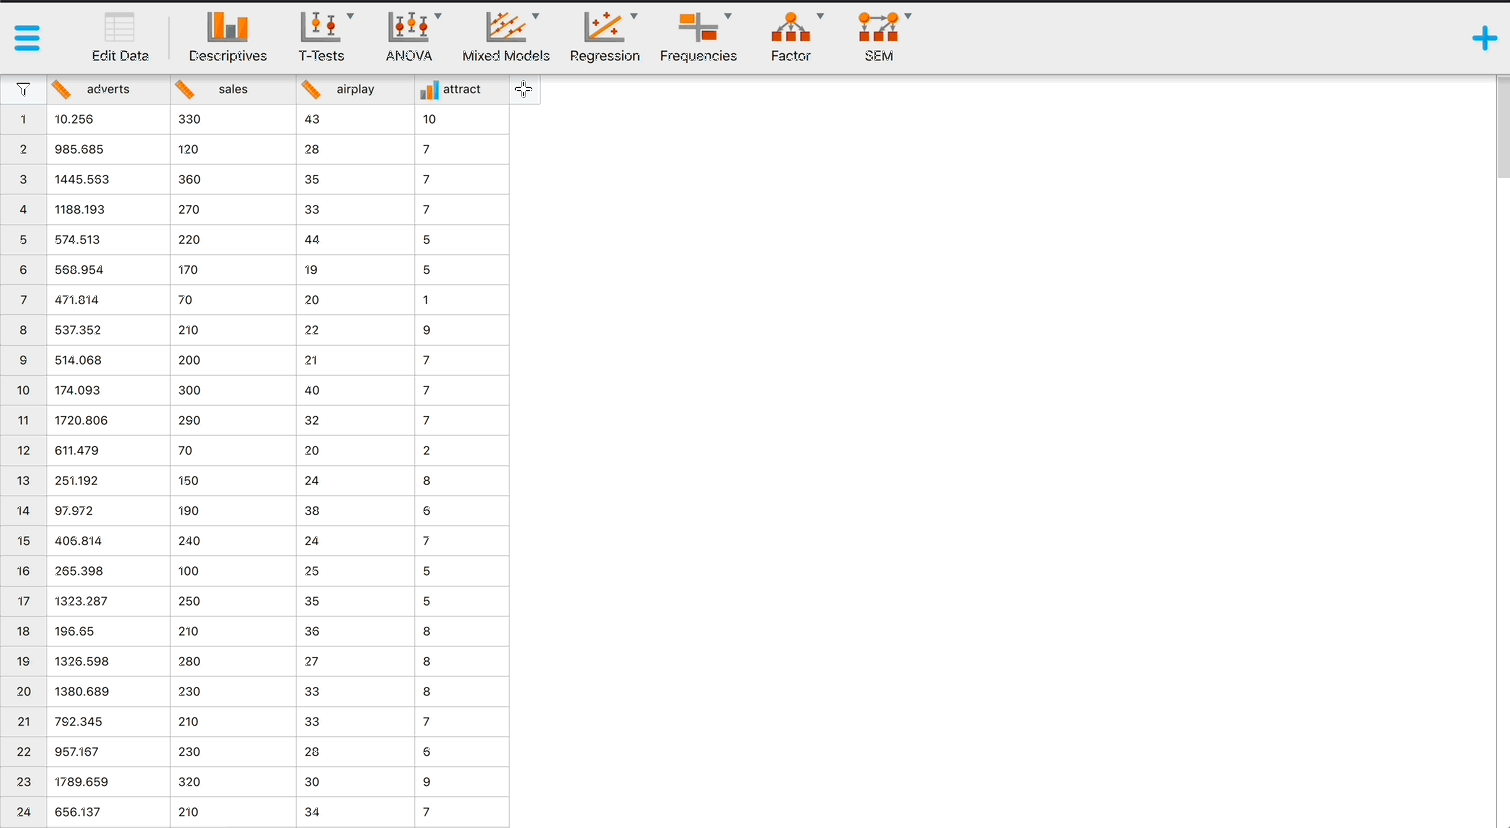 Edit Data Descriptives T-Tests ANOVA Mixed Models Regression Frequencies Factor SEM
adverts sales airplay attract
1 10.256 330 43 10
2 985.685 120 28 7
3 1445.563 360 35 7
4 1188.193 270 33 7
5 574.513 220 44 5
6 568.954 170 19 5
7 471.814 70 20 1
8 537.352 210 22 9
9 514.068 200 21 7
10 174.093 300 40 7
11 1720.806 290 32 7
12 611.479 70 20 2
13 251.192 150 24 8
14 97.972 190 38 6
15 406.814 240 24 7
16 265.398 100 25 5
17 1323.287 250 35 5
18 196.65 210 36 8
19 1326.598 280 27 8
20 1380.689 230 33 8
21 792.345 210 33 7
22 957.167 230 28 6
23 1789.659 320 30 9
24 656.137 210 34 7